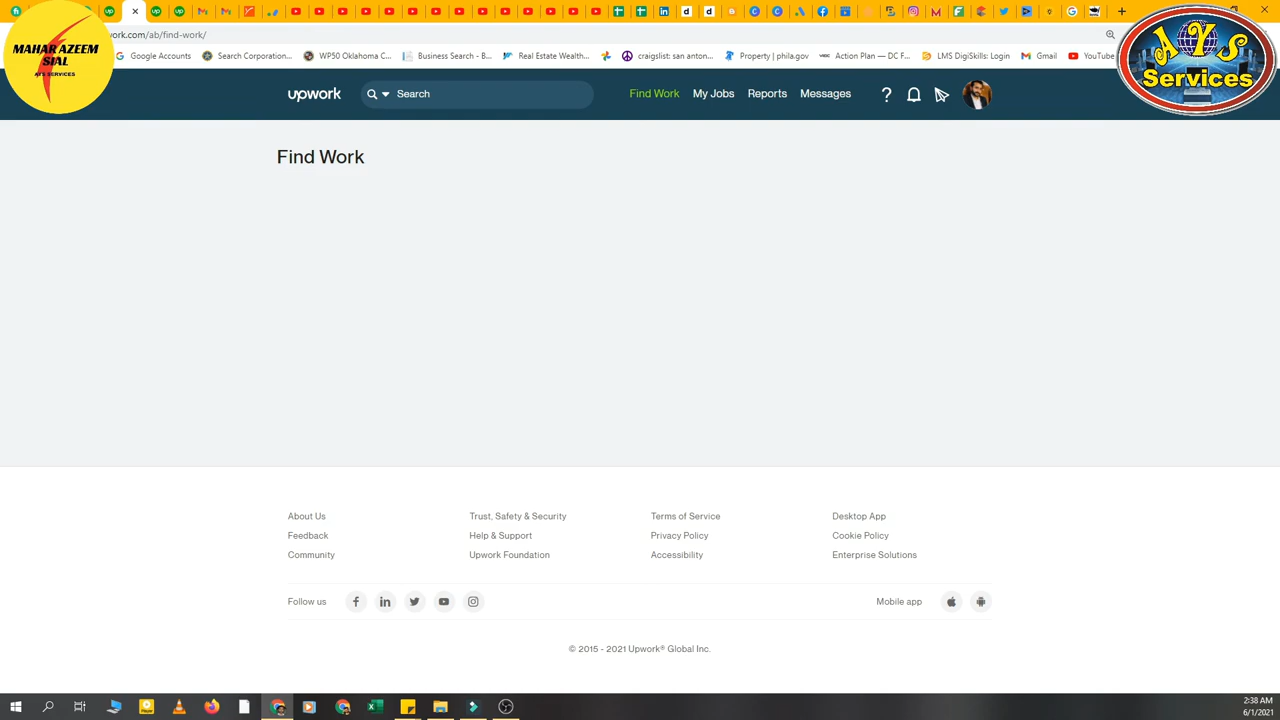 work.com/ab/find-work/
MAHAR AZEEM
SIAL
AYS SERVICES
Google Accounts
Search Corporation...
WP50 Oklahoma C...
Business Search - B...
Real Estate Wealth...
craigslist: san anton...
Property | phila.gov
Action Plan — DC F...
LMS DigiSkills: Login
Gmail
YouTube
AYS
Services
upwork
Search
Find Work
My Jobs
Reports
Messages
Find Work
About Us
Trust, Safety & Security
Terms of Service
Desktop App
Feedback
Help & Support
Privacy Policy
Cookie Policy
Community
Upwork Foundation
Accessibility
Enterprise Solutions
Follow us
Mobile app
© 2015 - 2021 Upwork® Global Inc.
2:38 AM
6/1/2021